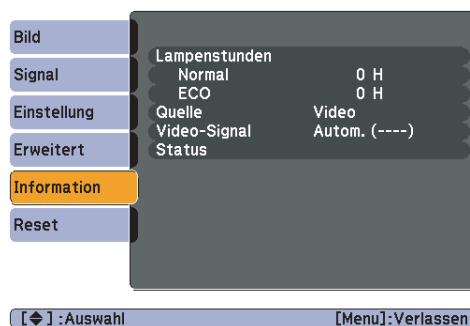 Bild
Signal
Einstellung
Erweitert
Information
Reset
Lampenstunden
Normal 0 H
ECO 0 H
Quelle Video
Video-Signal Autom. (----)
Status
[◆] :Auswahl [Menu]:Verlassen